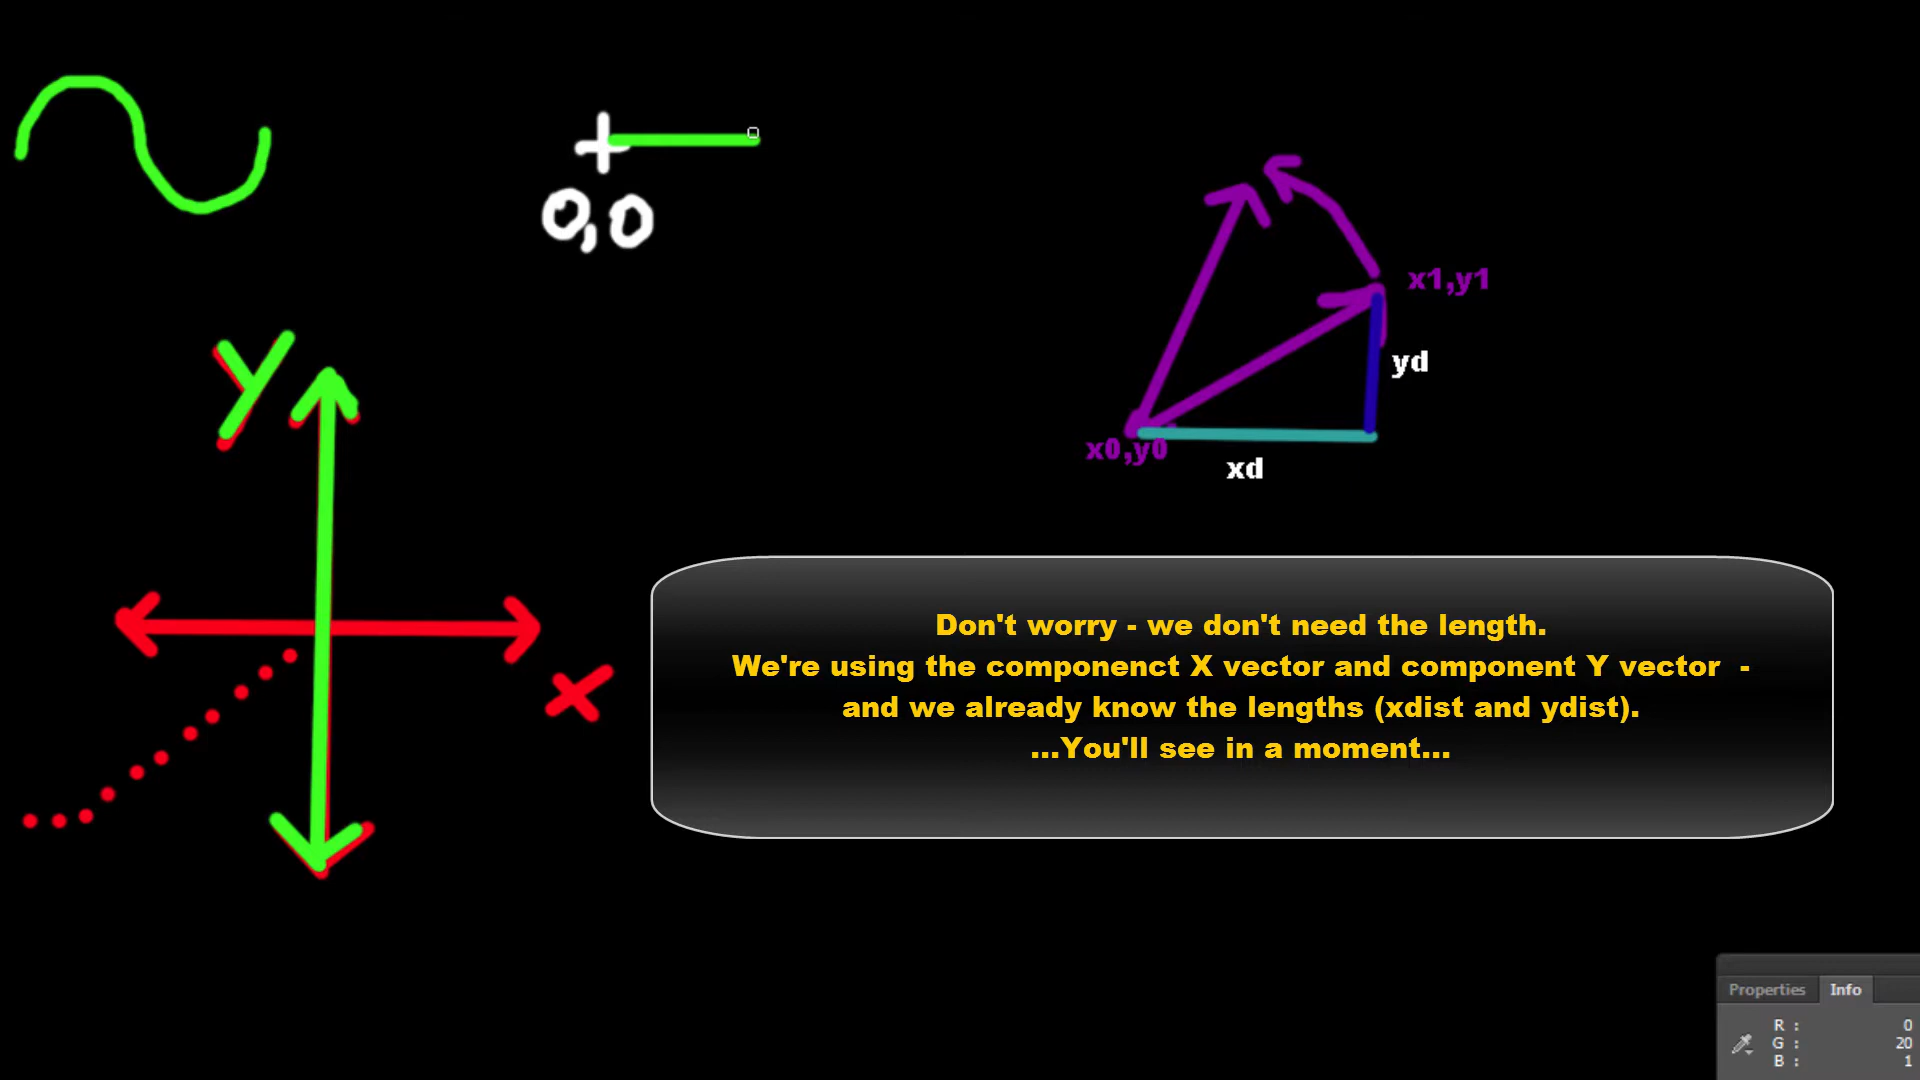 0,0
x1,y1
Y
yd
x0,y0
xd
X
Don't worry - we don't need the length.
We're using the componenct X vector and component Y vector -
and we already know the lengths (xdist and ydist).
...You'll see in a moment...
Properties Info
R : 0
G : 20
B : 1